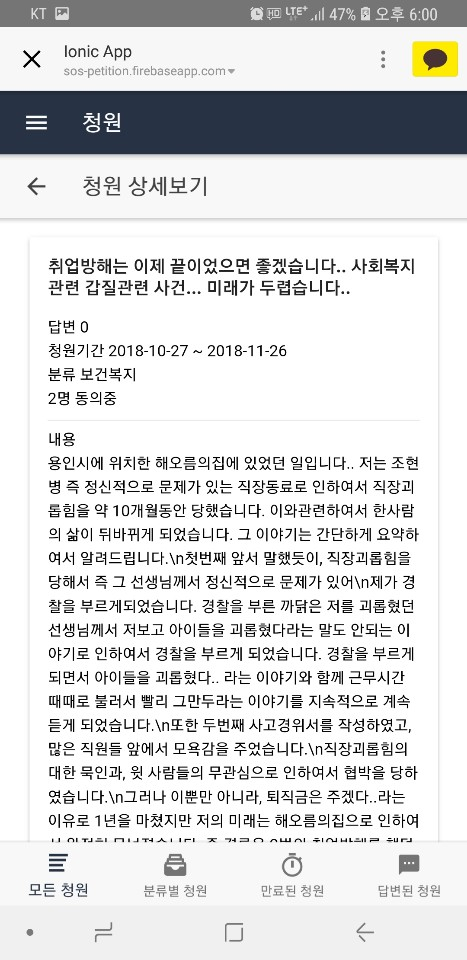 KT HD LTE+ 47% 오후 6:00
Ionic App
sos-petition.firebaseapp.com
청원
청원 상세보기
취업방해는 이제 끝이었으면 좋겠습니다.. 사회복지
관련 갑질관련 사건... 미래가 두렵습니다..
답변 0
청원기간 2018-10-27 ~ 2018-11-26
분류 보건복지
2명 동의중
내용
용인시에 위치한 해오름의집에 있었던 일입니다.. 저는 조현
병 즉 정신적으로 문제가 있는 직장동료로 인하여서 직장괴
롭힘을 약 10개월동안 당했습니다. 이와관련하여서 한사람
의 삶이 뒤바뀌게 되었습니다. 그 이야기는 간단하게 요약하
여서 알려드립니다.\n첫번째 앞서 말했듯이, 직장괴롭힘을
당해서 즉 그 선생님께서 정신적으로 문제가 있어\n제가 경
찰을 부르게되었습니다. 경찰을 부른 까닭은 저를 괴롭혔던
선생님께서 저보고 아이들을 괴롭혔다라는 말도 안되는 이
야기로 인하여서 경찰을 부르게 되었습니다. 경찰을 부르게
되면서 아이들을 괴롭혔다.. 라는 이야기와 함께 근무시간
때때로 불러서 빨리 그만두라는 이야기를 지속적으로 계속
듣게 되었습니다.\n또한 두번째 사고경위서를 작성하였고,
많은 직원들 앞에서 모욕감을 주었습니다.\n직장괴롭힘의
대한 묵인과, 윗 사람들의 무관심으로 인하여서 협박을 당하
였습니다.\n그러나 이뿐만 아니라, 퇴직금은 주겠다..라는
이유로 1년을 마쳤지만 저의 미래는 해오름의집으로 인하여
모든 청원
분류별 청원
만료된 청원
답변된 청원